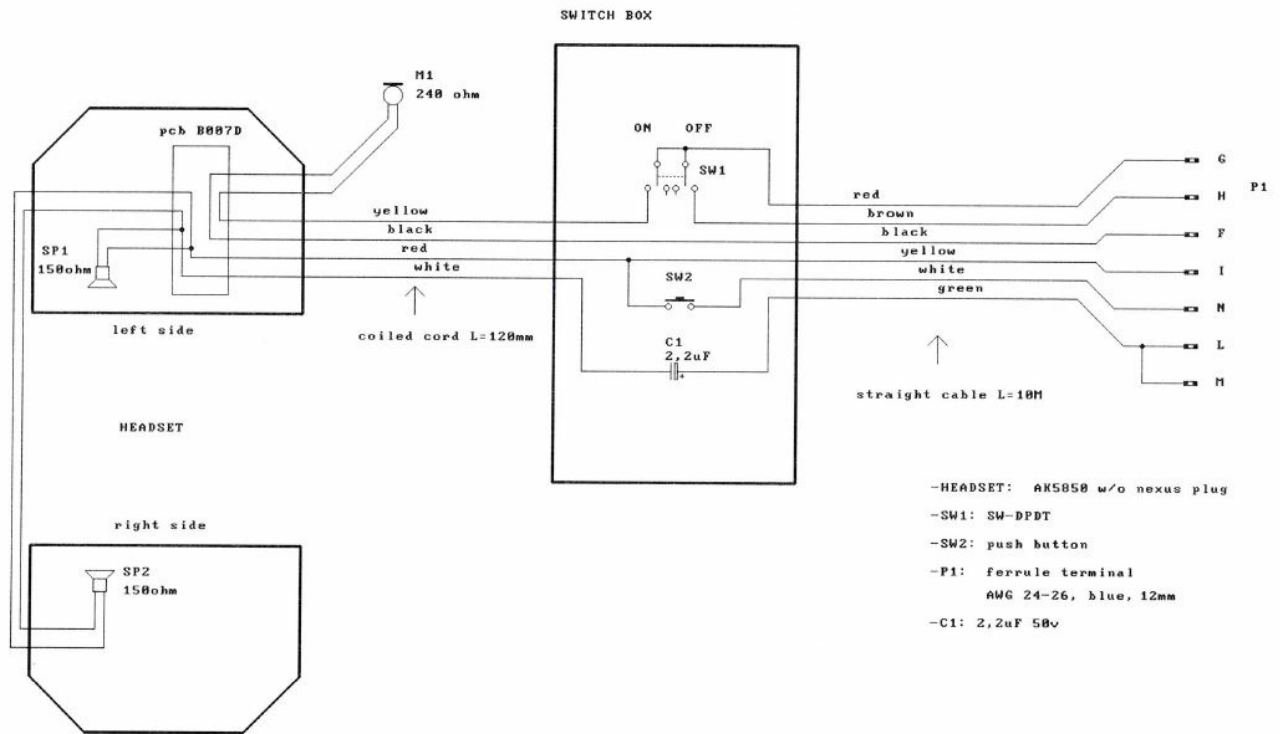 SWITCH BOX
M1
240 ohm
pcb B007D
ON OFF
SW1
G
P1
red
H
yellow
brown
black
black
F
SP1
150ohm
red
yellow
I
white
SW2
white
green
N
left side
coiled cord L=120mm
C1
2,2uF
L
straight cable L=10M
M
HEADSET
-HEADSET: AK5850 w/o nexus plug
right side
-SW1: SW-DPDT
-SW2: push button
SP2
150ohm
-P1: ferrule terminal
AWG 24-26, blue, 12mm
-C1: 2,2uF 50v